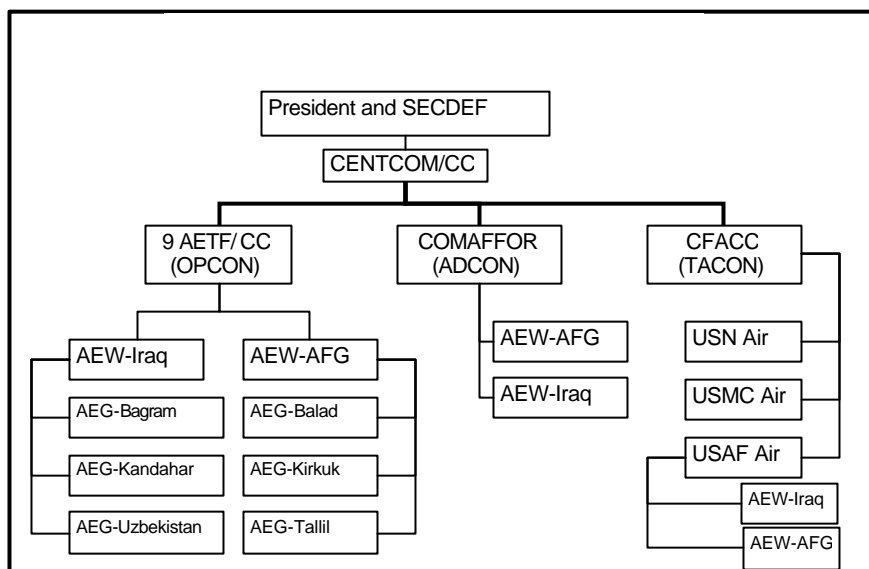 President and SECDEF
CENTCOM/CC
9 AETF/CC
(OPCON)
COMAFFOR
(ADCON)
CFACC
(TACON)
AEW-Iraq
AEW-AFG
AEG-Bagram
AEG-Balad
AEG-Kandahar
AEG-Kirkuk
AEG-Uzbekistan
AEG-Tallil
AEW-AFG
AEW-Iraq
USN Air
USMC Air
USAF Air
AEW-Iraq
AEW-AFG